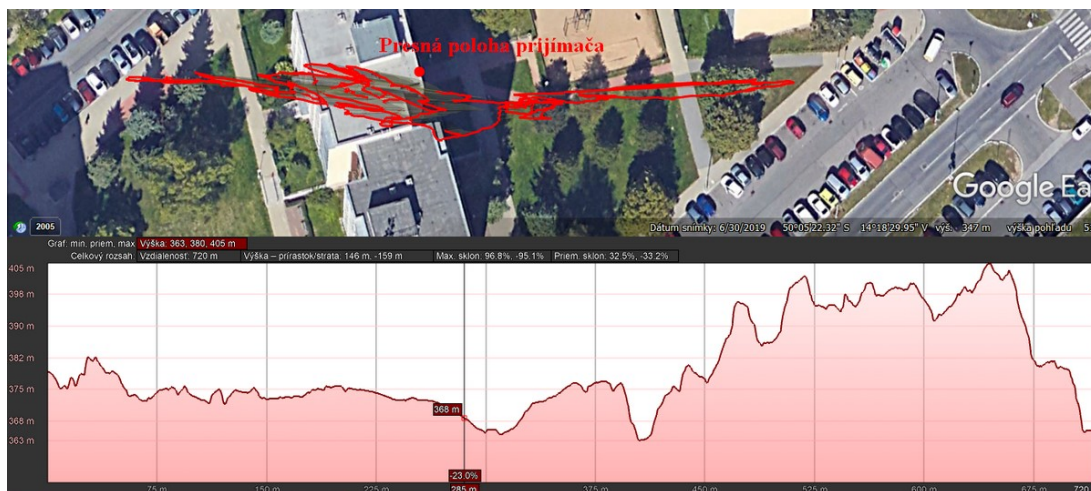 Presná poloha prijímača
Google Ea
2005
Dátum snímky: 6/30/2019 50°05'22.32" S 14°18'29.95" V výš. 347 m výška pohľadu 5
Graf: min. priem, max Výška: 363, 380, 405 m
Celkový rozsah Vzdialenosť: 720 m Výška – prírastok/strata: 146 m, -159 m Max. sklon: 96.8%, -95.1% Priem. sklon: 32.5%, -33.2%
405 m
398 m
390 m
382 m
375 m
368 m
368 m
363 m
-23.0%
75 m 150 m 225 m 285 m 375 m 450 m 525 m 600 m 675 m 720